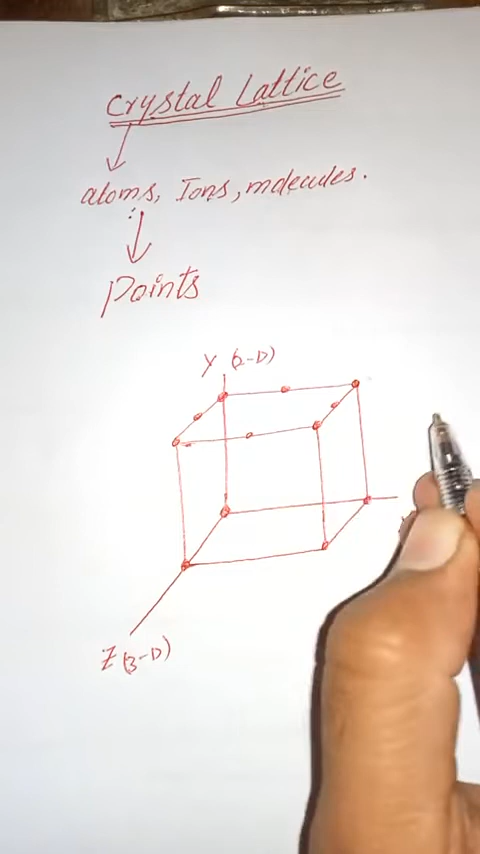 Crystal Lattice
atoms, Ions, molecules.
Points
Y (2-D)
Z (3-D)